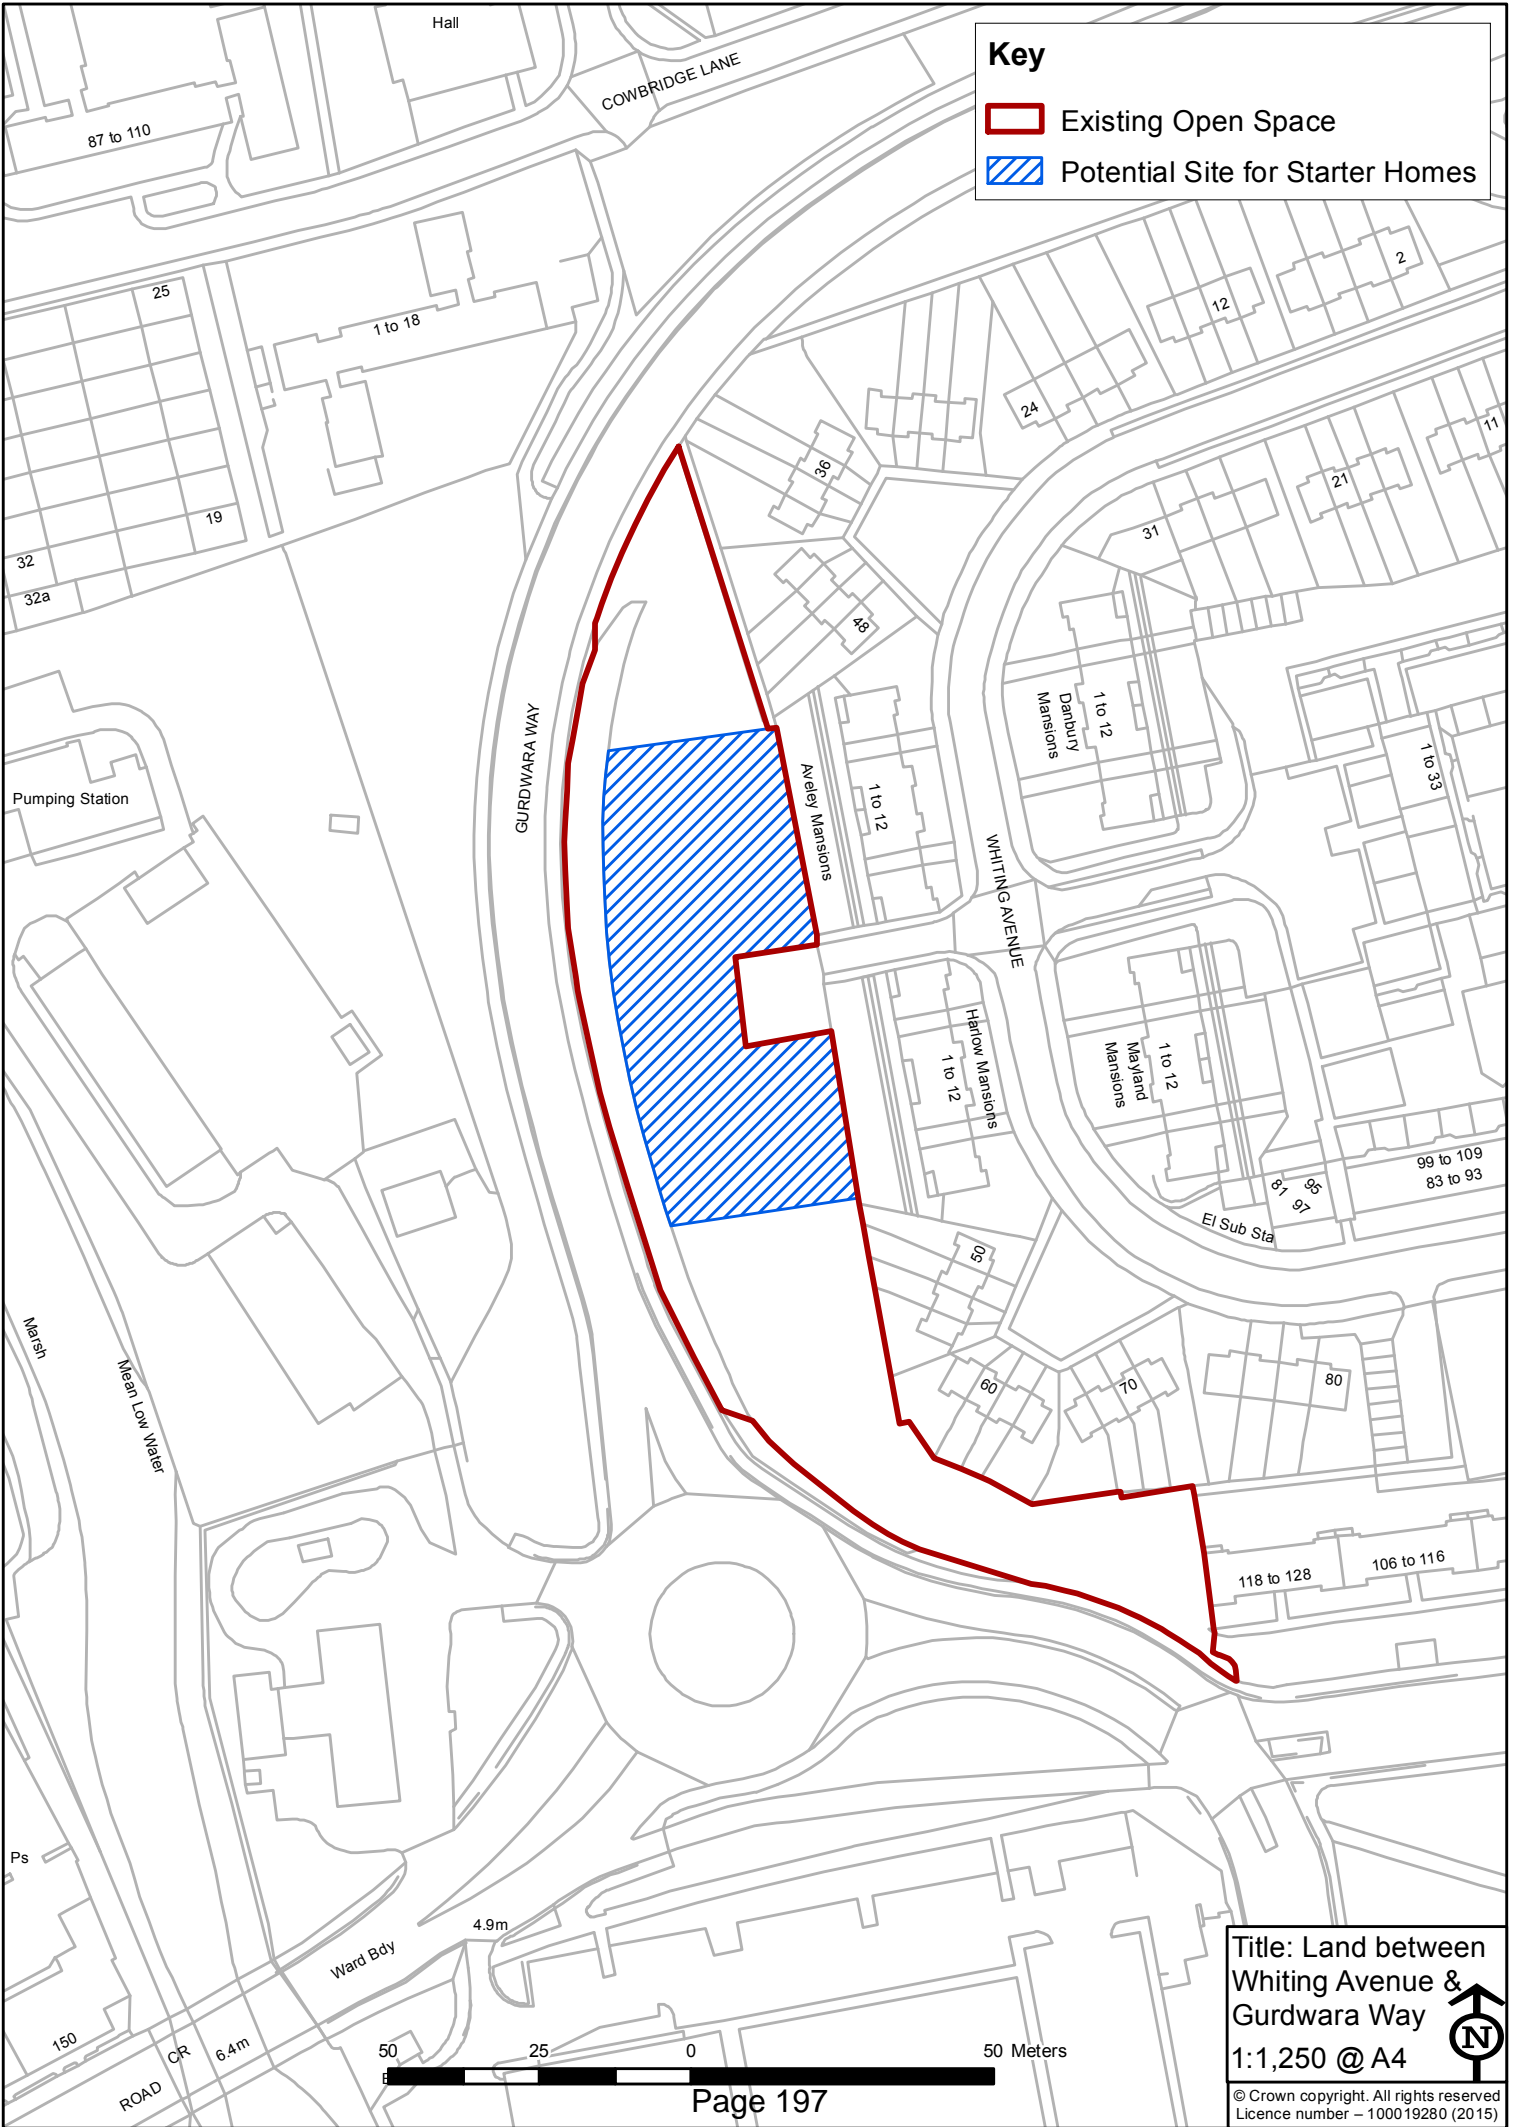 Hall
COWBRIDGE LANE
Key
Existing Open Space
Potential Site for Starter Homes
87 to 110
25
1 to 18
2
12
24
11
21
36
31
19
32
32a
48
GURDWARA WAY
Danbury
Mansions
1 to 12
1 to 33
Pumping Station
Aveley Mansions
1 to 12
WHITING AVENUE
Harlow Mansions
1 to 12
Mayland
Mansions
1 to 12
99 to 109
83 to 93
81
95
97
El Sub Sta
50
Marsh
Mean Low Water
60
70
80
118 to 128
106 to 116
Ps
4.9m
Ward Bdy
150
CR
6.4m
ROAD
50
25
0
50 Meters
Page 197
Title: Land between
Whiting Avenue &
Gurdwara Way
N
1:1,250 @ A4
© Crown copyright. All rights reserved
Licence number – 100019280 (2015)